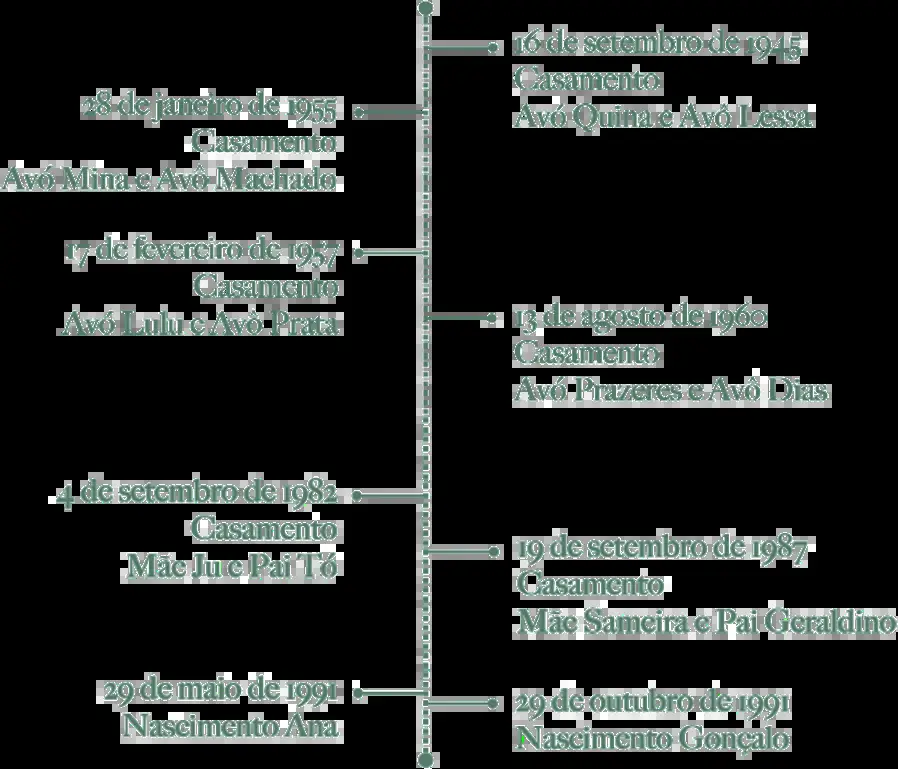 16 de setembro de 1945
Casamento
Avó Quina e Avô Lessa
28 de janeiro de 1955
Casamento
Avó Mina e Avô Machado
17 de fevereiro de 1957
Casamento
Avó Lulu e Avô Prata
13 de agosto de 1960
Casamento
Avó Prazeres e Avô Dias
4 de setembro de 1982
Casamento
Mãe Ju e Pai Tó
19 de setembro de 1987
Casamento
Mãe Sameira e Pai Geraldino
29 de maio de 1991
Nascimento Ana
29 de outubro de 1991
Nascimento Gonçalo